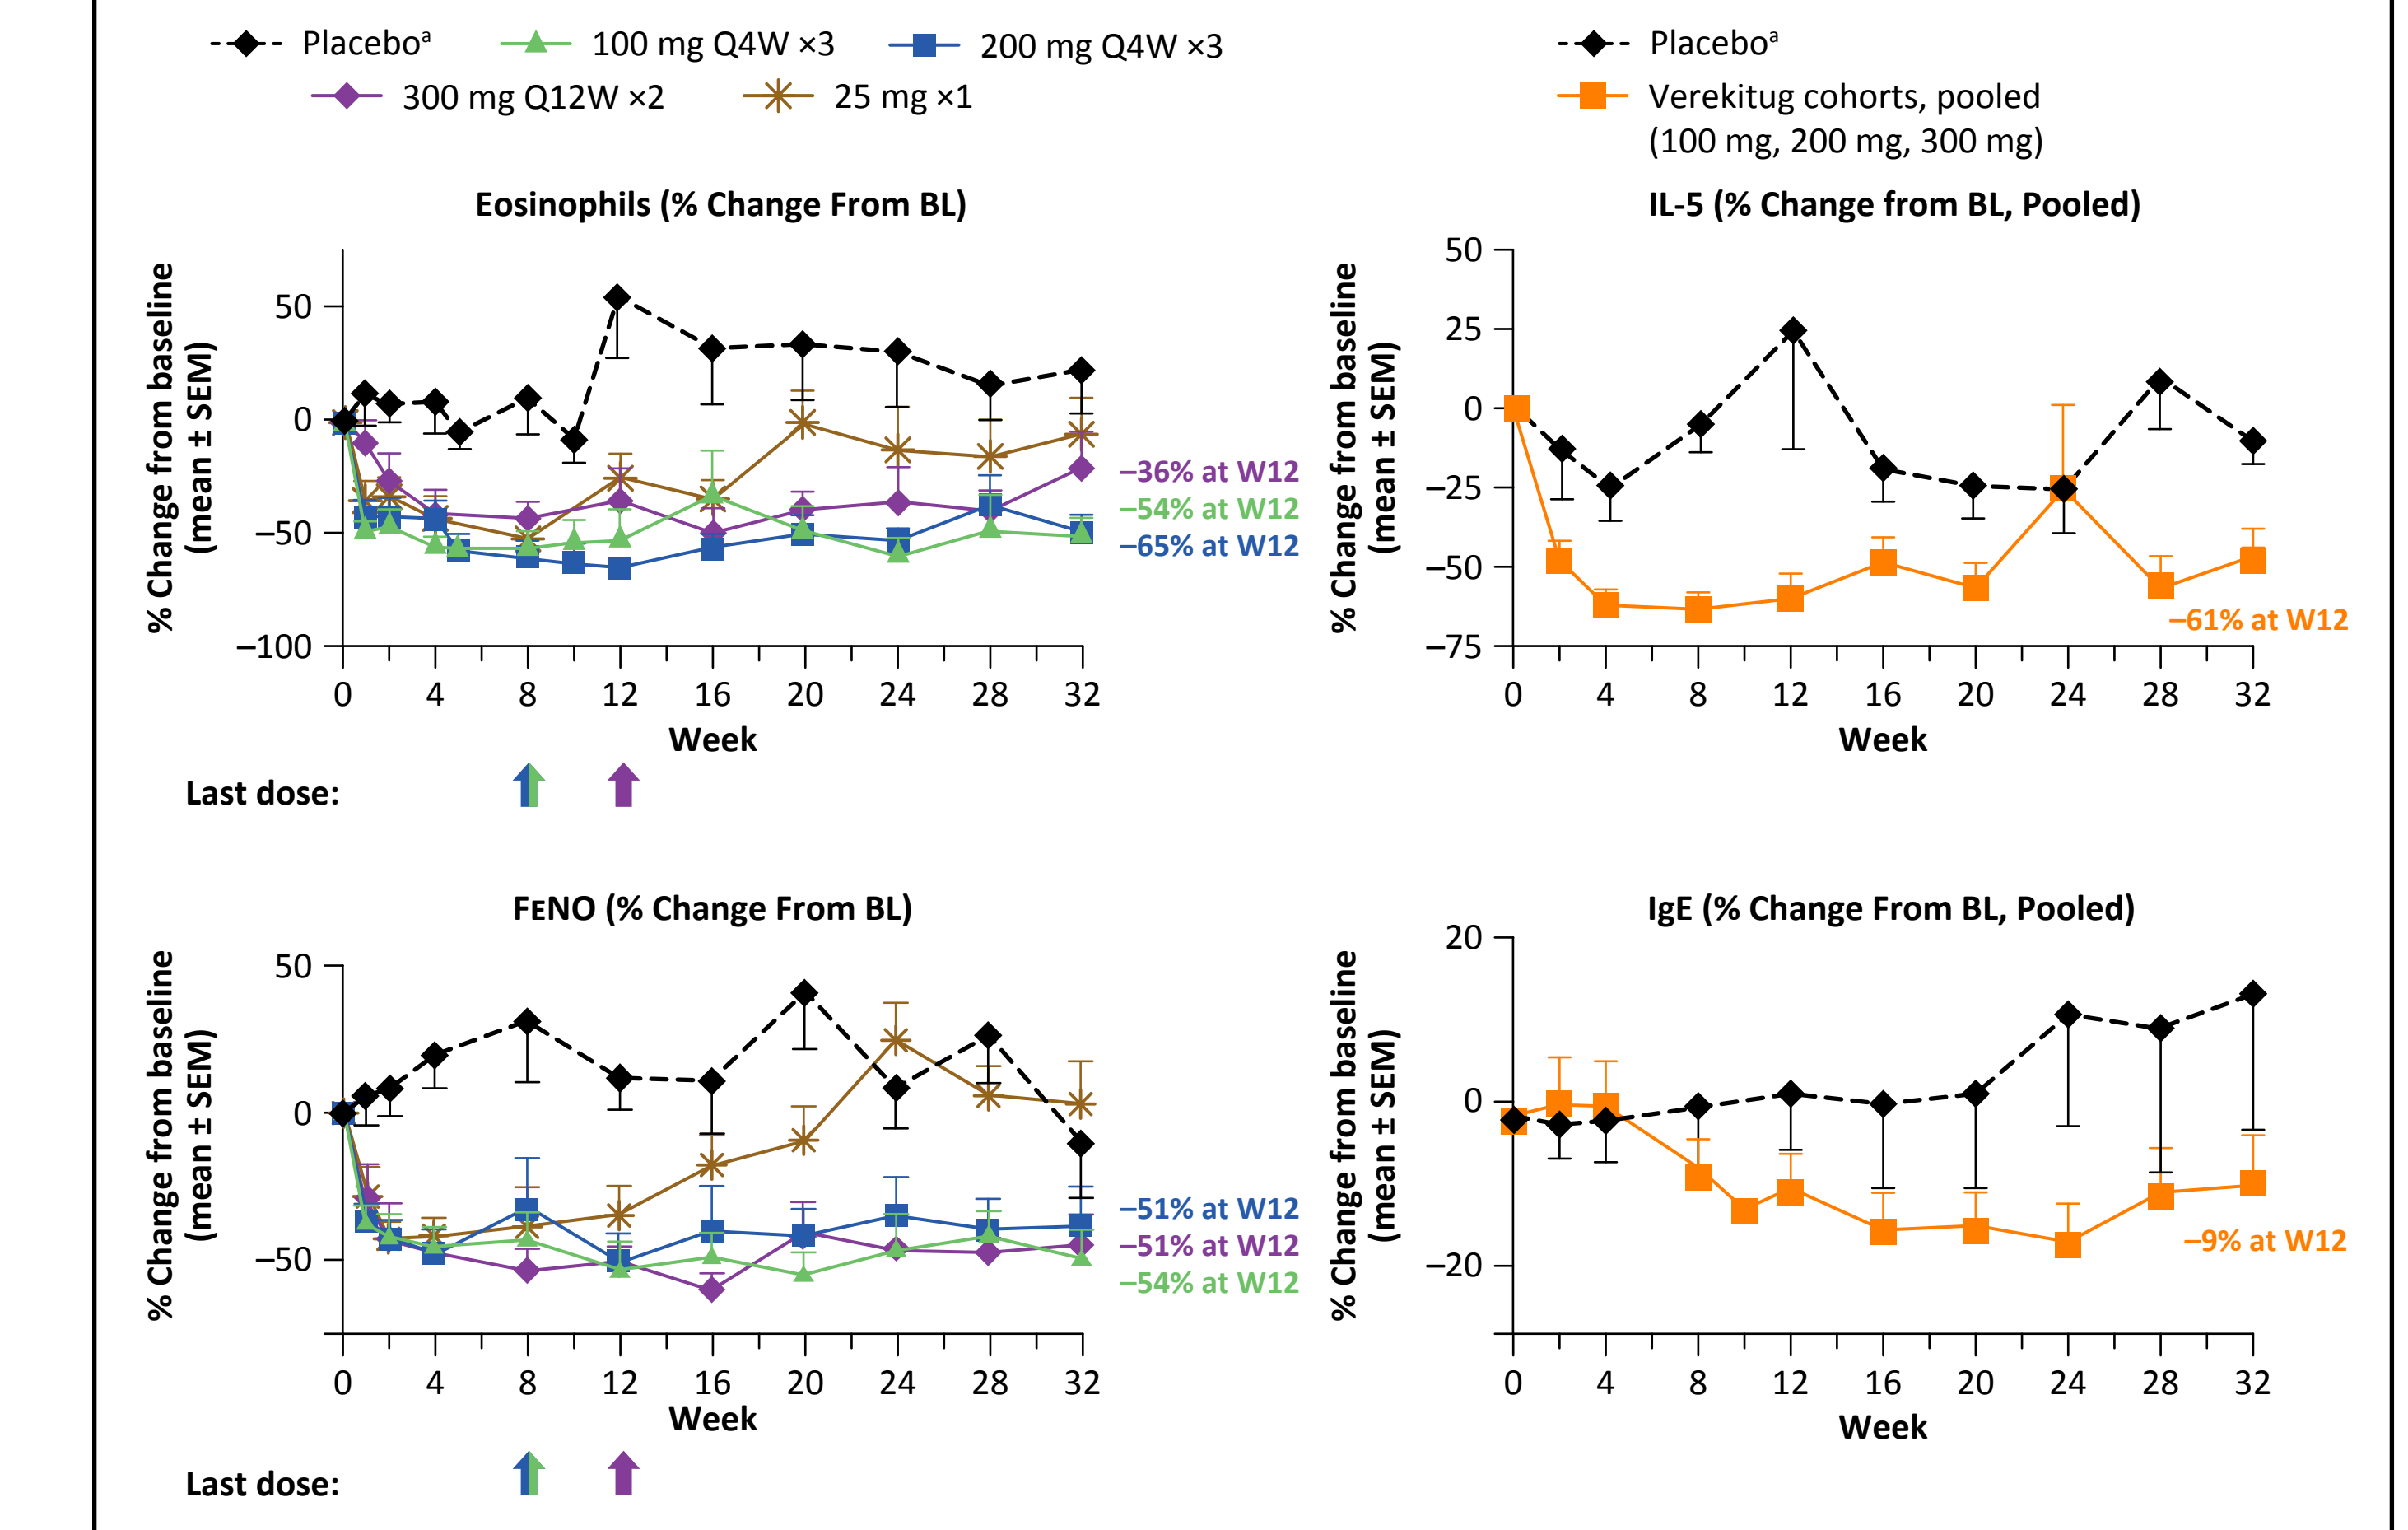 Placeboᵃ
100 mg Q4W ×3
200 mg Q4W ×3
300 mg Q12W ×2
25 mg ×1
Placeboᵃ
Verekitug cohorts, pooled
(100 mg, 200 mg, 300 mg)
Eosinophils (% Change From BL)
% Change from baseline
(mean ± SEM)
50
0
−50
−100
0 4 8 12 16 20 24 28 32
Week
−36% at W12
−54% at W12
−65% at W12
Last dose:
IL-5 (% Change from BL, Pooled)
% Change from baseline
(mean ± SEM)
50
25
0
−25
−50
−75
0 4 8 12 16 20 24 28 32
Week
−61% at W12
FᴇNO (% Change From BL)
% Change from baseline
(mean ± SEM)
50
0
−50
0 4 8 12 16 20 24 28 32
Week
−51% at W12
−51% at W12
−54% at W12
Last dose:
IgE (% Change From BL, Pooled)
% Change from baseline
(mean ± SEM)
20
0
−20
0 4 8 12 16 20 24 28 32
Week
−9% at W12